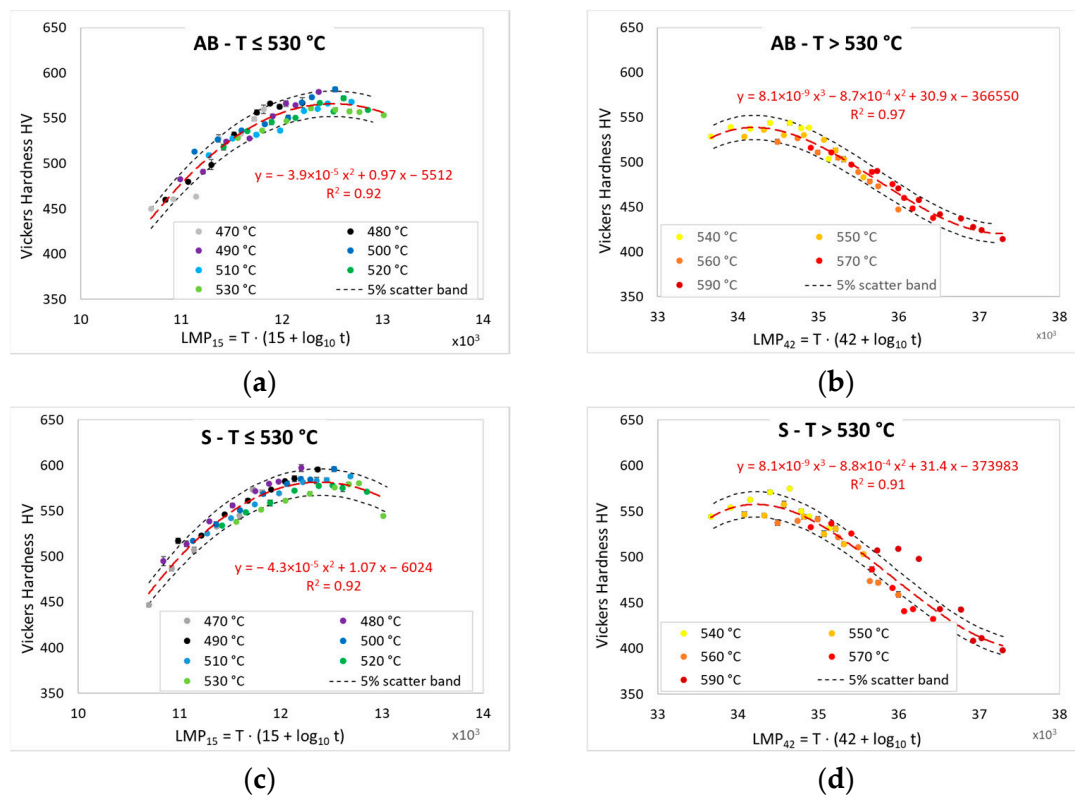 AB - T ≤ 530 °C
650
600
550
500
450
400
350
300
Vickers Hardness HV
y = – 3.9×10⁻⁵ x² + 0.97 x - 5512
R² = 0.92
470 °C
480 °C
490 °C
500 °C
510 °C
520 °C
530 °C
5% scatter band
10
11
12
13
14
LMP₁₅ = T · (15 + log₁₀ t)
x10³
(a)
AB - T > 530 °C
650
600
550
500
450
400
350
Vickers Hardness HV
y = 8.1×10⁻⁹ x³ – 8.7×10⁻⁴ x² + 30.9 x – 366550
R² = 0.97
540 °C
550 °C
560 °C
570 °C
590 °C
5% scatter band
33
34
35
36
37
38
LMP₄₂ = T · (42 + log₁₀ t)
x10³
(b)
S - T ≤ 530 °C
650
600
550
500
450
400
350
Vickers Hardness HV
y = – 4.3×10⁻⁵ x² + 1.07 x - 6024
R² = 0.92
470 °C
480 °C
490 °C
500 °C
510 °C
520 °C
530 °C
5% scatter band
10
11
12
13
14
LMP₁₅ = T · (15 + log₁₀ t)
x10³
(c)
S - T > 530 °C
650
600
550
500
450
400
350
Vickers Hardness HV
y = 8.1×10⁻⁹ x³ – 8.8×10⁻⁴ x² + 31.4 x – 373983
R² = 0.91
540 °C
550 °C
560 °C
570 °C
590 °C
5% scatter band
33
34
35
36
37
38
LMP₄₂ = T · (42 + log₁₀ t)
x10³
(d)